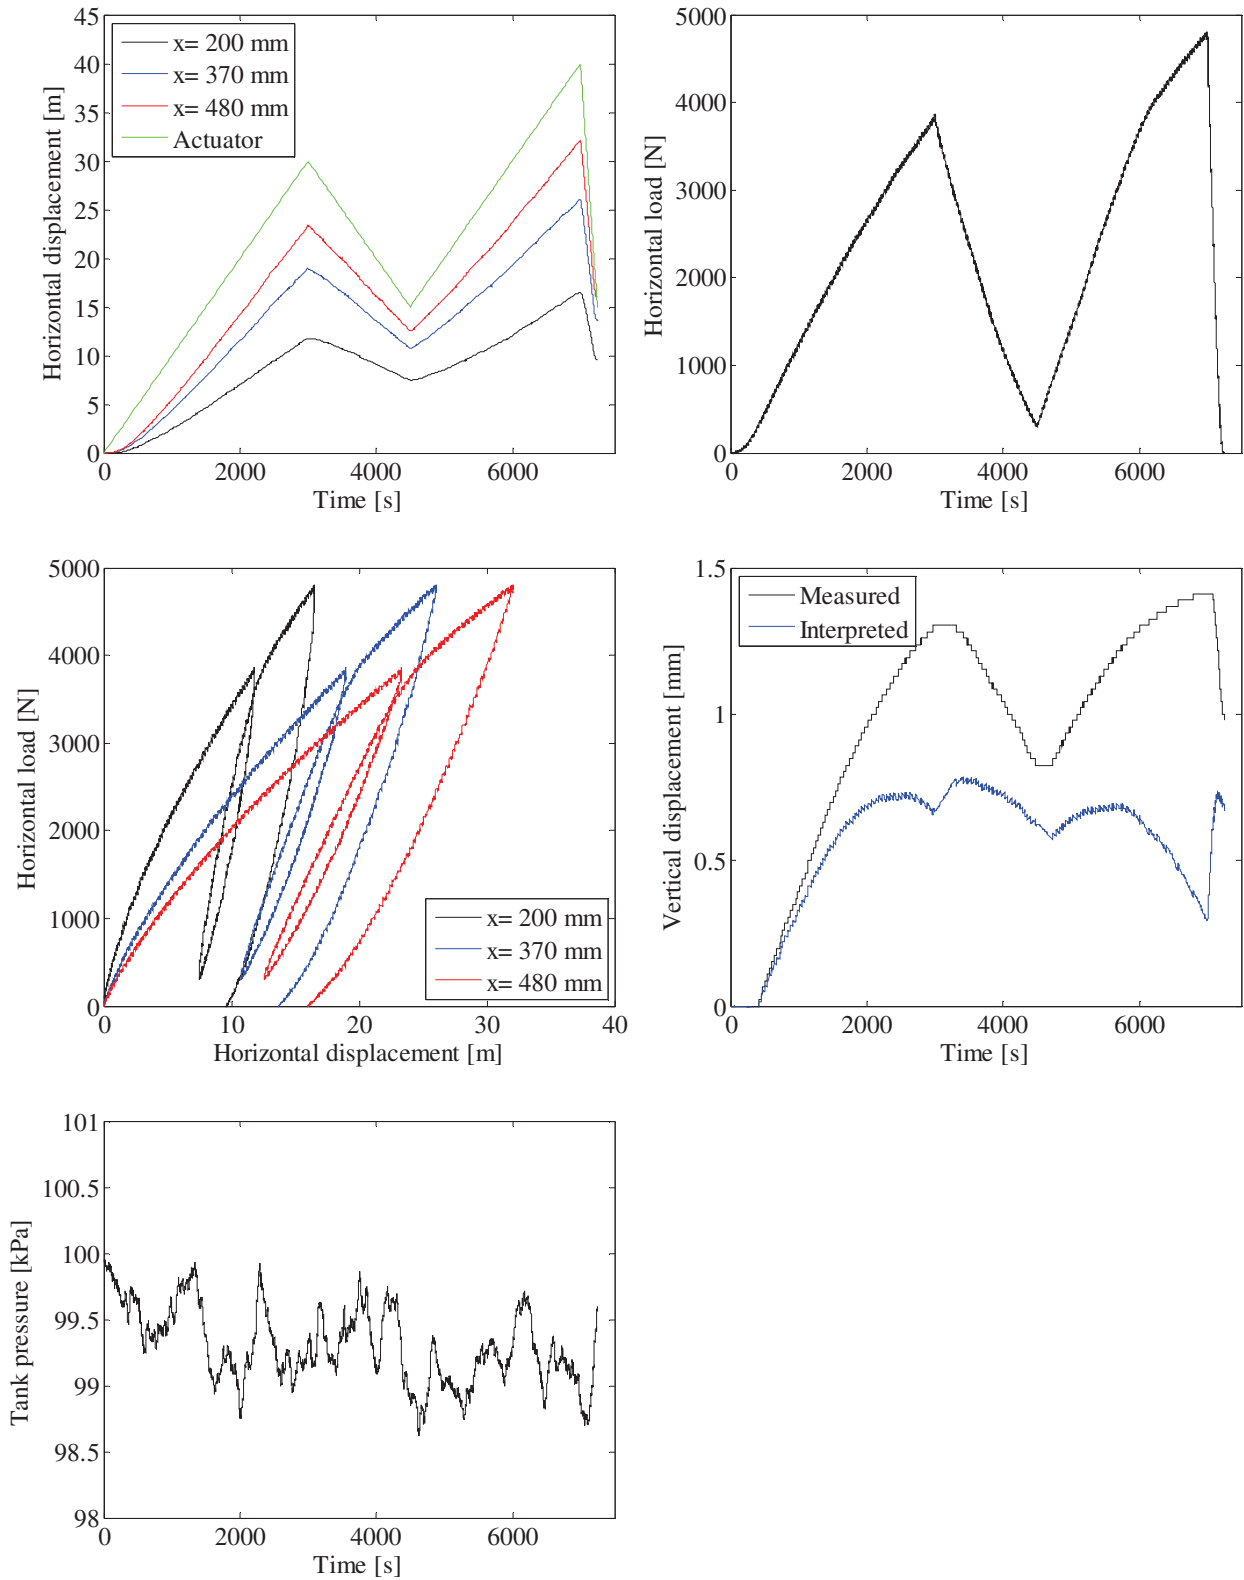 45
40
35
30
25
20
15
10
5
0
Horizontal displacement [m]
x= 200 mm
x= 370 mm
x= 480 mm
Actuator
0 2000 4000 6000
Time [s]
5000
4000
3000
2000
1000
0
Horizontal load [N]
0 2000 4000 6000
Time [s]
5000
4000
3000
2000
1000
0
Horizontal load [N]
x= 200 mm
x= 370 mm
x= 480 mm
0 10 20 30 40
Horizontal displacement [m]
1.5
1
0.5
0
Vertical displacement [mm]
Measured
Interpreted
0 2000 4000 6000
Time [s]
101
100.5
100
99.5
99
98.5
98
Tank pressure [kPa]
0 2000 4000 6000
Time [s]